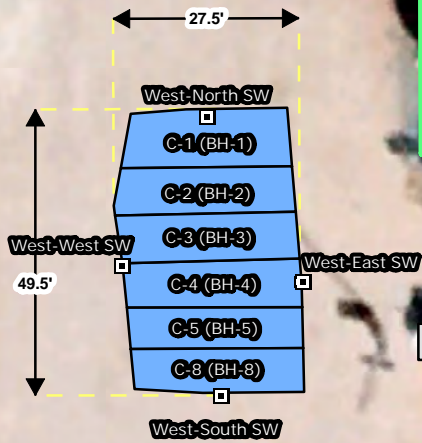 27.5'
West-North SW
C-1 (BH-1)
C-2 (BH-2)
C-3 (BH-3)
West-West SW
West-East SW
C-4 (BH-4)
49.5'
C-5 (BH-5)
C-8 (BH-8)
West-South SW